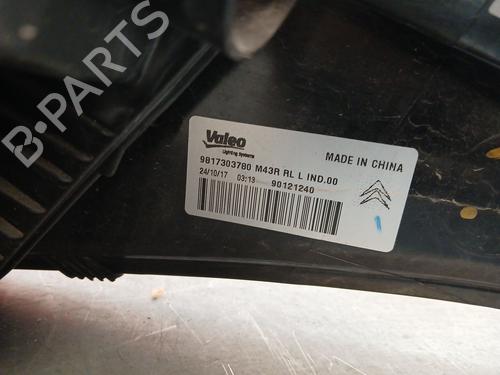 Valeo
Lighting Systems
MADE IN CHINA
9817303780 M43R RL L IND.00
24/10/17 03:13 90121240
B-PARTS